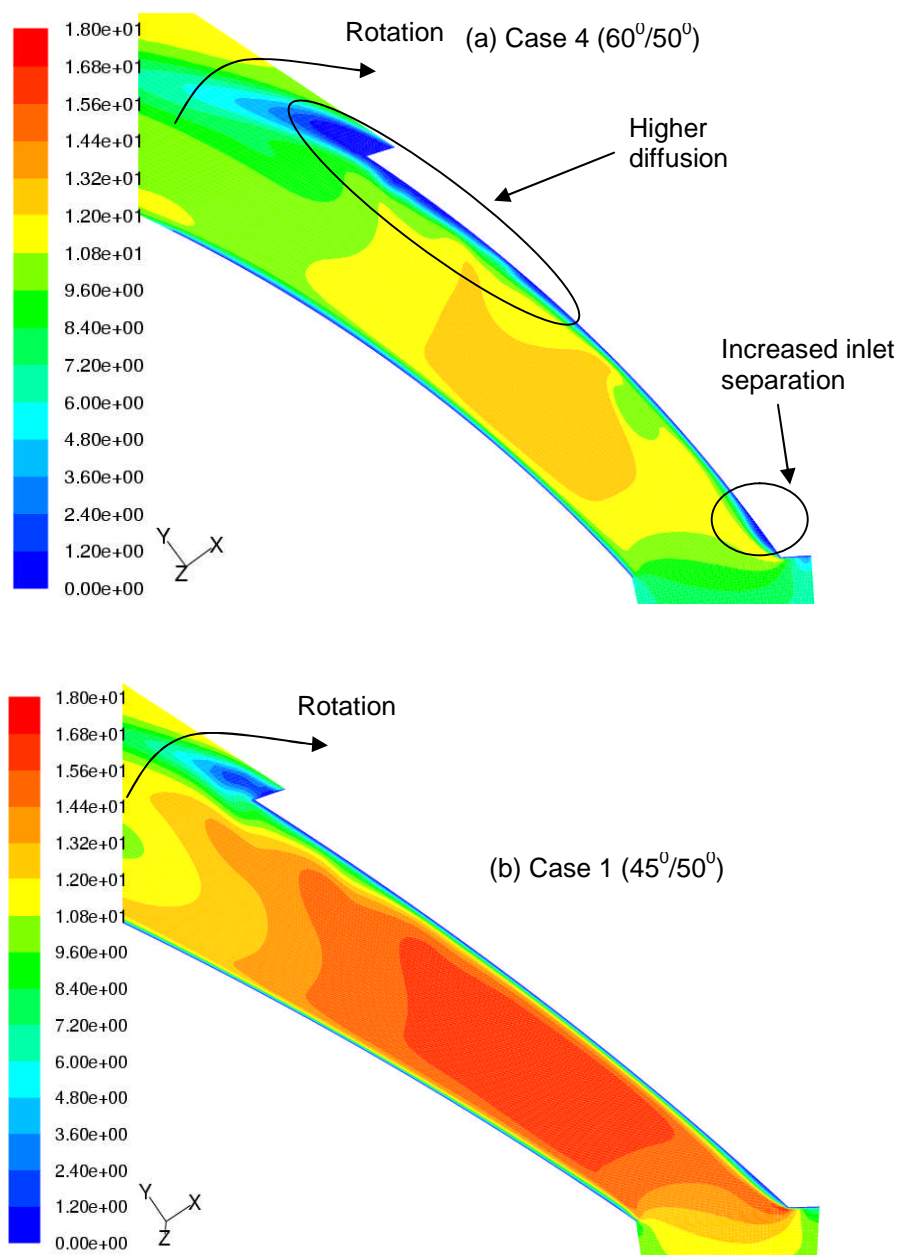 1.80e+01
1.68e+01
1.56e+01
1.44e+01
1.32e+01
1.20e+01
1.08e+01
9.60e+00
8.40e+00
7.20e+00
6.00e+00
4.80e+00
3.60e+00
2.40e+00
1.20e+00
0.00e+00
Rotation
(a) Case 4 (60⁰/50⁰)
Higher
diffusion
Increased inlet
separation
Y
X
Z
1.80e+01
1.68e+01
1.56e+01
1.44e+01
1.32e+01
1.20e+01
1.08e+01
9.60e+00
8.40e+00
7.20e+00
6.00e+00
4.80e+00
3.60e+00
2.40e+00
1.20e+00
0.00e+00
Rotation
(b) Case 1 (45⁰/50⁰)
Y
X
Z